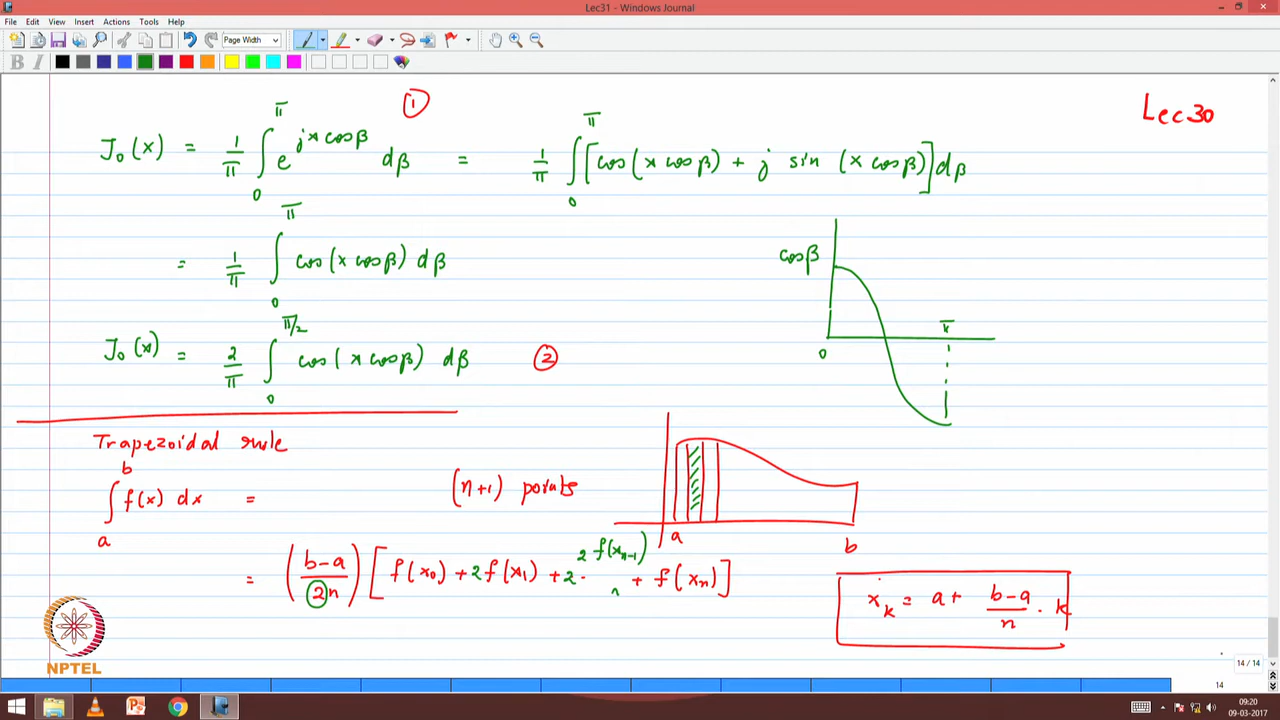 Lec31 - Windows Journal
File Edit View Insert Actions Tools Help
Page Width
B I
①
Lec30
J₀(x) = 1/π ∫₀^π e^{jx cosβ} dβ = 1/π ∫₀^π [cos(x cosβ) + j sin (x cosβ)] dβ
= 1/π ∫₀^π cos(x cosβ) dβ
cosβ
π
0
J₀(x) = 2/π ∫₀^{π/2} cos(x cosβ) dβ ②
Trapezoidal rule
∫ₐᵇ f(x) dx = (n+1) points
a
b
= ((b-a)/2n) [f(x₀) + 2f(x₁) + 2 · 2f(xₙ₋₁) + f(xₙ)]
x_k = a + (b-a)/n · k
NPTEL
14 / 14
14
09:20
09-03-2017